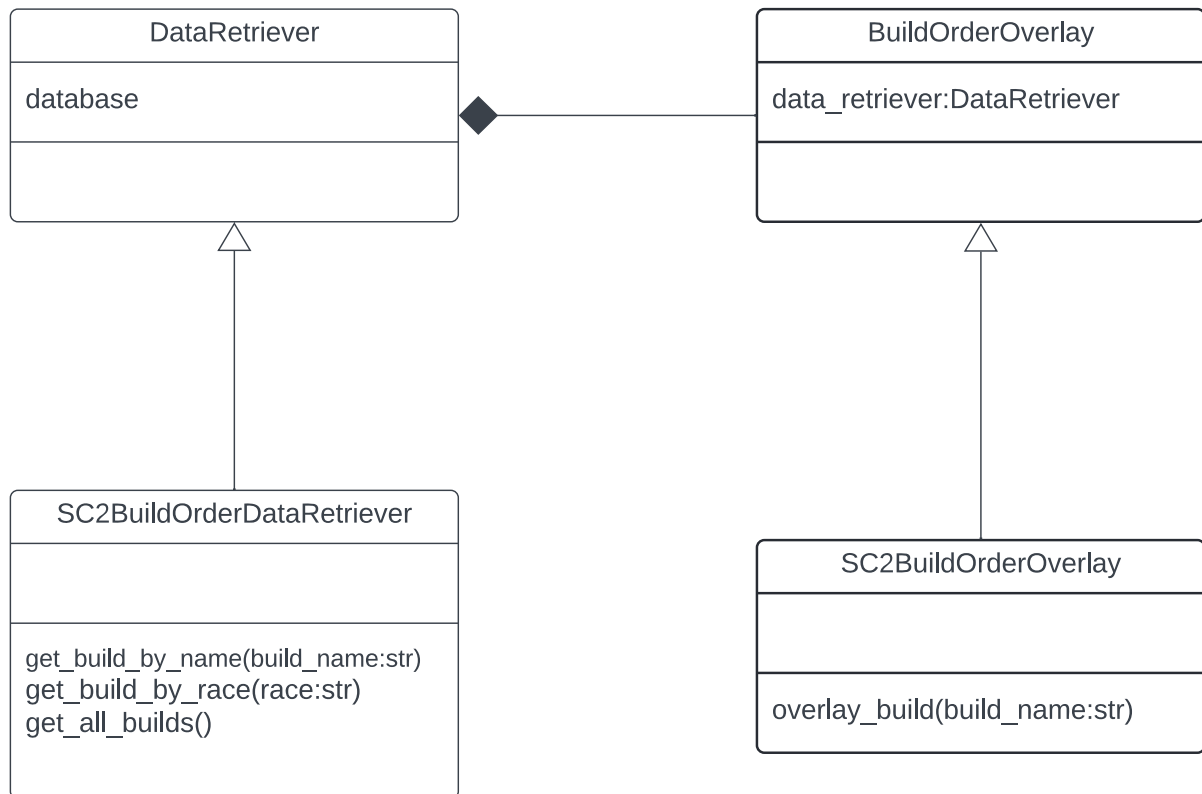 DataRetriever
database
BuildOrderOverlay
data_retriever:DataRetriever
SC2BuildOrderDataRetriever
get_build_by_name(build_name:str)
get_build_by_race(race:str)
get_all_builds()
SC2BuildOrderOverlay
overlay_build(build_name:str)